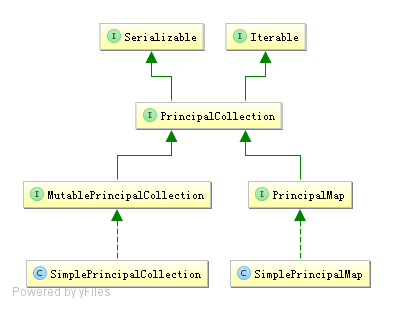 I Serializable
I Iterable
I PrincipalCollection
I MutablePrincipalCollection
I PrincipalMap
C SimplePrincipalCollection
C SimplePrincipalMap
Powered by yFiles